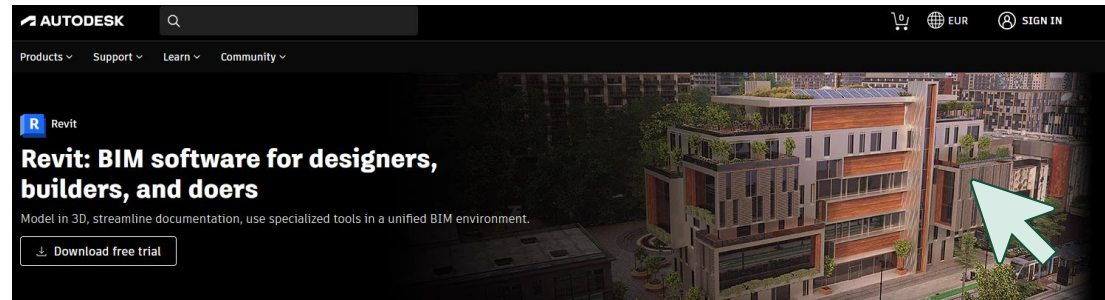 AUTODESK
0
EUR
SIGN IN
Products
Support
Learn
Community
R
Revit
Revit: BIM software for designers,
builders, and doers
Model in 3D, streamline documentation, use specialized tools in a unified BIM environment.
Download free trial